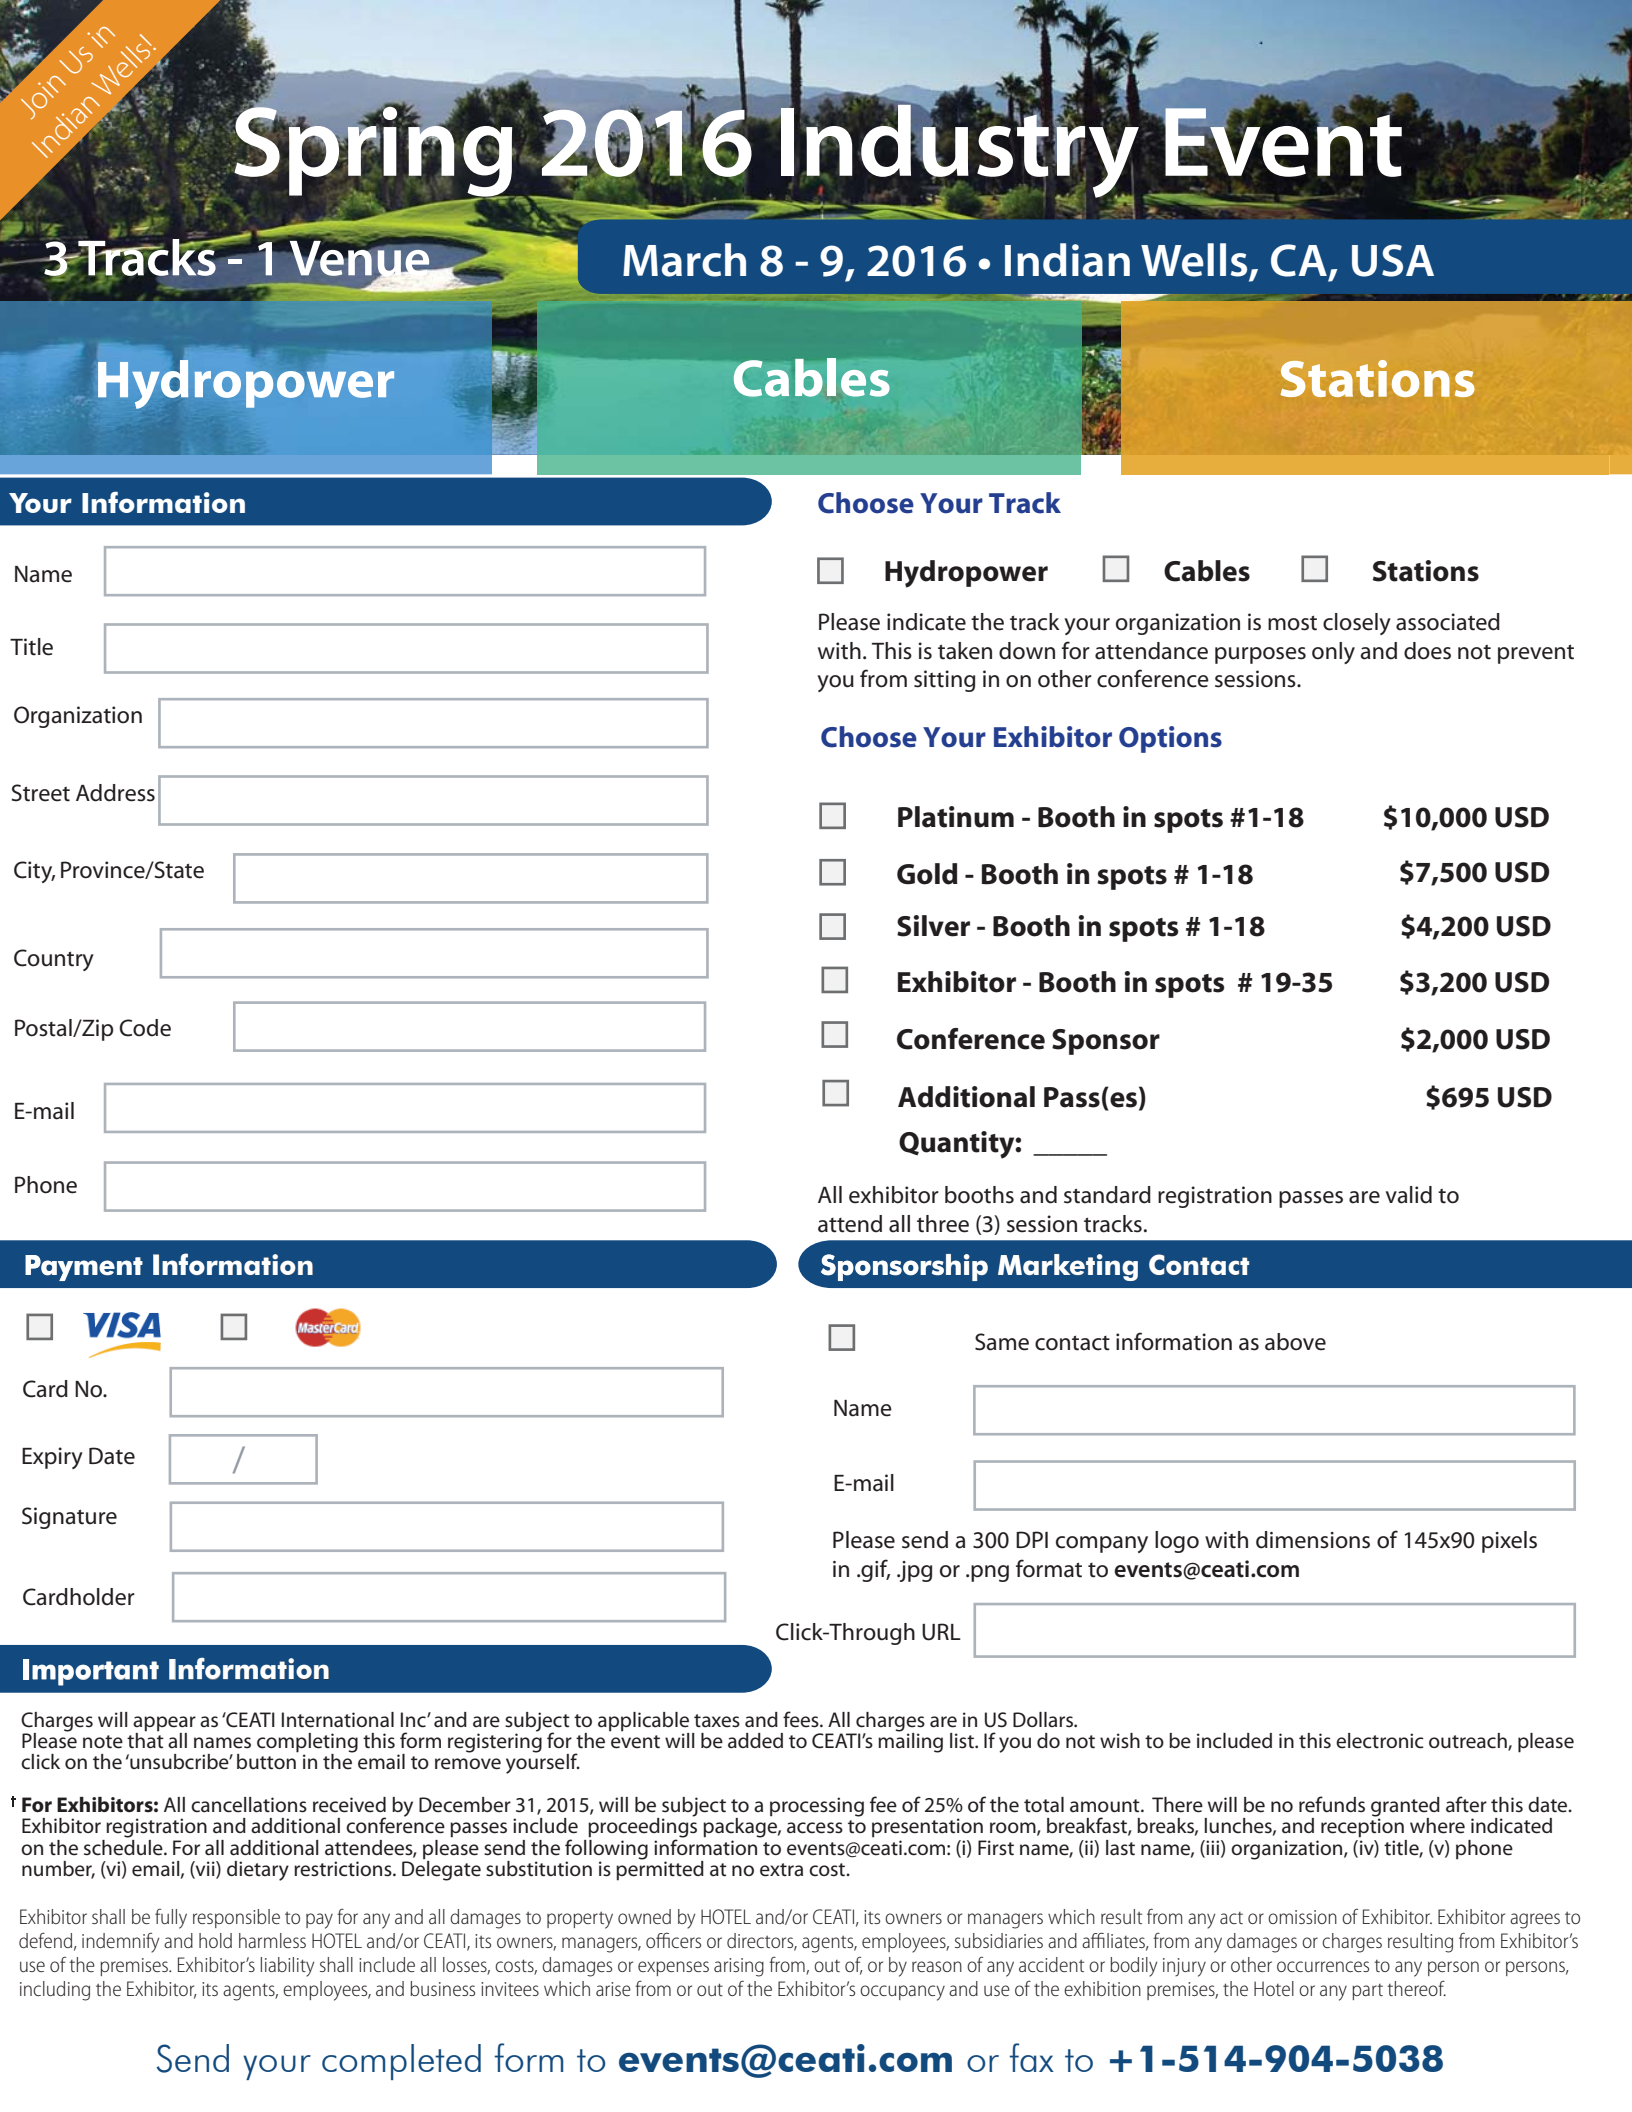 Join Us in
Indian Wells!
Spring 2016 Industry Event
3 Tracks - 1 Venue
March 8 - 9, 2016 • Indian Wells, CA, USA
Hydropower
Cables
Stations
Your Information
Name
Title
Organization
Street Address
City, Province/State
Country
Postal/Zip Code
E-mail
Phone
Choose Your Track
Hydropower Cables Stations
Please indicate the track your organization is most closely associated
with. This is taken down for attendance purposes only and does not prevent
you from sitting in on other conference sessions.
Choose Your Exhibitor Options
Platinum - Booth in spots #1-18 $10,000 USD
Gold - Booth in spots # 1-18 $7,500 USD
Silver - Booth in spots # 1-18 $4,200 USD
Exhibitor - Booth in spots # 19-35 $3,200 USD
Conference Sponsor $2,000 USD
Additional Pass(es) $695 USD
Quantity: _____
All exhibitor booths and standard registration passes are valid to
attend all three (3) session tracks.
Payment Information
VISA MasterCard
Card No.
Expiry Date /
Signature
Cardholder
Sponsorship Marketing Contact
Same contact information as above
Name
E-mail
Please send a 300 DPI company logo with dimensions of 145x90 pixels
in .gif, .jpg or .png format to events@ceati.com
Click-Through URL
Important Information
Charges will appear as ‘CEATI International Inc’ and are subject to applicable taxes and fees. All charges are in US Dollars.
Please note that all names completing this form registering for the event will be added to CEATI’s mailing list. If you do not wish to be included in this electronic outreach, please
click on the ‘unsubcribe’ button in the email to remove yourself.
† For Exhibitors: All cancellations received by December 31, 2015, will be subject to a processing fee of 25% of the total amount. There will be no refunds granted after this date.
Exhibitor registration and additional conference passes include proceedings package, access to presentation room, breakfast, breaks, lunches, and reception where indicated
on the schedule. For all additional attendees, please send the following information to events@ceati.com: (i) First name, (ii) last name, (iii) organization, (iv) title, (v) phone
number, (vi) email, (vii) dietary restrictions. Delegate substitution is permitted at no extra cost.
Exhibitor shall be fully responsible to pay for any and all damages to property owned by HOTEL and/or CEATI, its owners or managers which result from any act or omission of Exhibitor. Exhibitor agrees to
defend, indemnify and hold harmless HOTEL and/or CEATI, its owners, managers, officers or directors, agents, employees, subsidiaries and affiliates, from any damages or charges resulting from Exhibitor’s
use of the premises. Exhibitor’s liability shall include all losses, costs, damages or expenses arising from, out of, or by reason of any accident or bodily injury or other occurrences to any person or persons,
including the Exhibitor, its agents, employees, and business invitees which arise from or out of the Exhibitor’s occupancy and use of the exhibition premises, the Hotel or any part thereof.
Send your completed form to events@ceati.com or fax to +1-514-904-5038